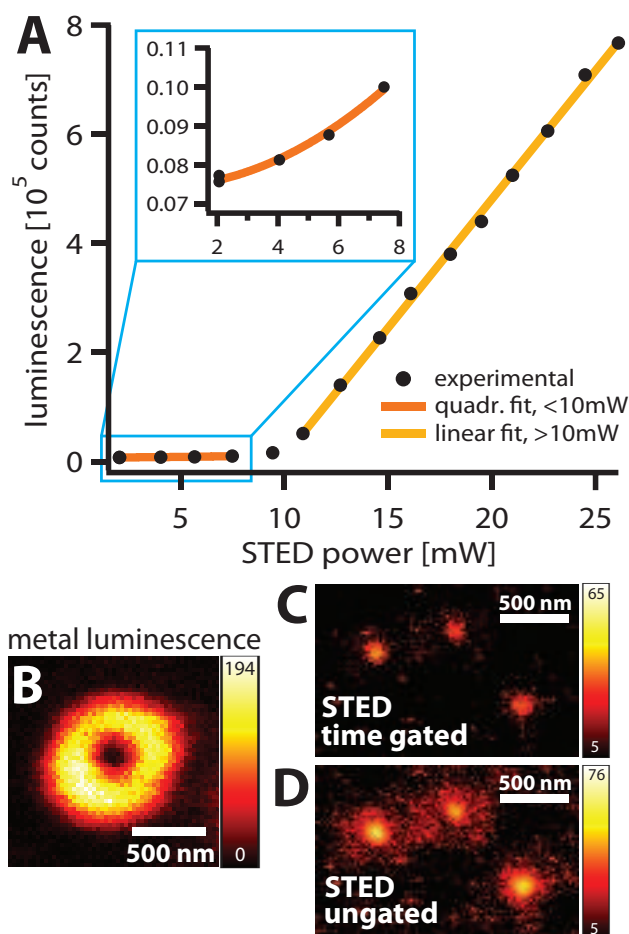 A
8
6
4
2
0
luminescence [10⁵ counts]
0.11
0.10
0.09
0.08
0.07
2
4
6
8
experimental
quadr. fit, <10mW
linear fit, >10mW
5
10
15
20
25
STED power [mW]
metal luminescence
B
194
0
500 nm
C
500 nm
65
5
STED
time gated
D
500 nm
76
5
STED
ungated